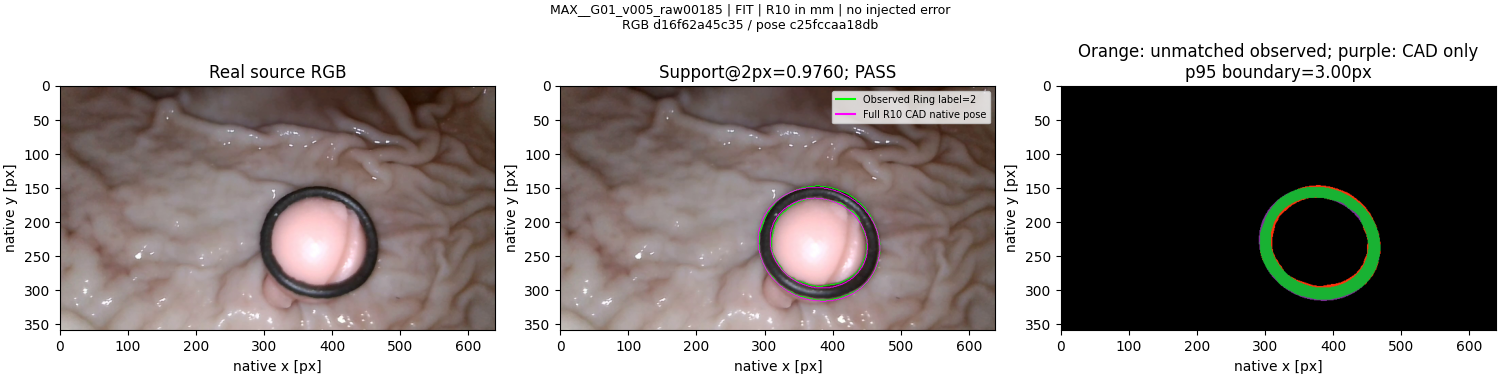 MAX__G01_v005_raw00185 | FIT | R10 in mm | no injected error
RGB d16f62a45c35 / pose c25fccaa18db
Real source RGB
native y [px]
0
50
100
150
200
250
300
350
0 100 200 300 400 500 600
native x [px]
Support@2px=0.9760; PASS
Observed Ring label=2
Full R10 CAD native pose
native y [px]
0
50
100
150
200
250
300
350
0 100 200 300 400 500 600
native x [px]
Orange: unmatched observed; purple: CAD only
p95 boundary=3.00px
native y [px]
0
50
100
150
200
250
300
350
0 100 200 300 400 500 600
native x [px]